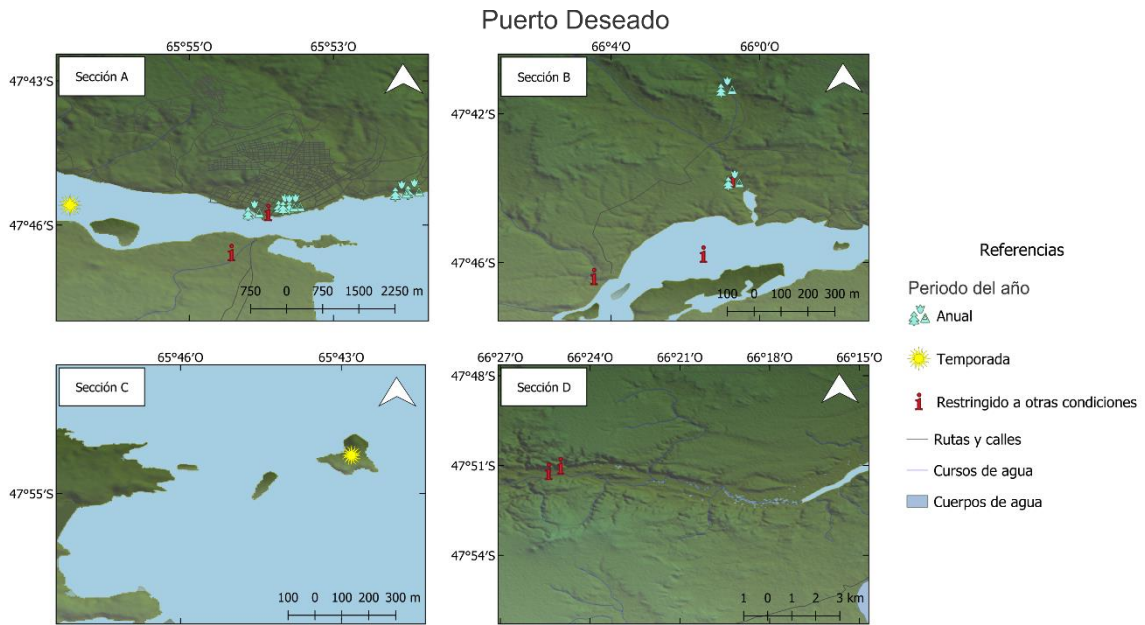 Puerto Deseado
65°55'O 65°53'O
Sección A
47°43'S
47°46'S
750 0 750 1500 2250 m
66°4'O 66°0'O
Sección B
47°42'S
47°46'S
100 0 100 200 300 m
65°46'O 65°43'O
Sección C
47°55'S
100 0 100 200 300 m
66°27'O 66°24'O 66°21'O 66°18'O 66°15'O
47°48'S
Sección D
47°51'S
47°54'S
1 0 1 2 3 km
Referencias
Periodo del año
Anual
Temporada
Restringido a otras condiciones
Rutas y calles
Cursos de agua
Cuerpos de agua